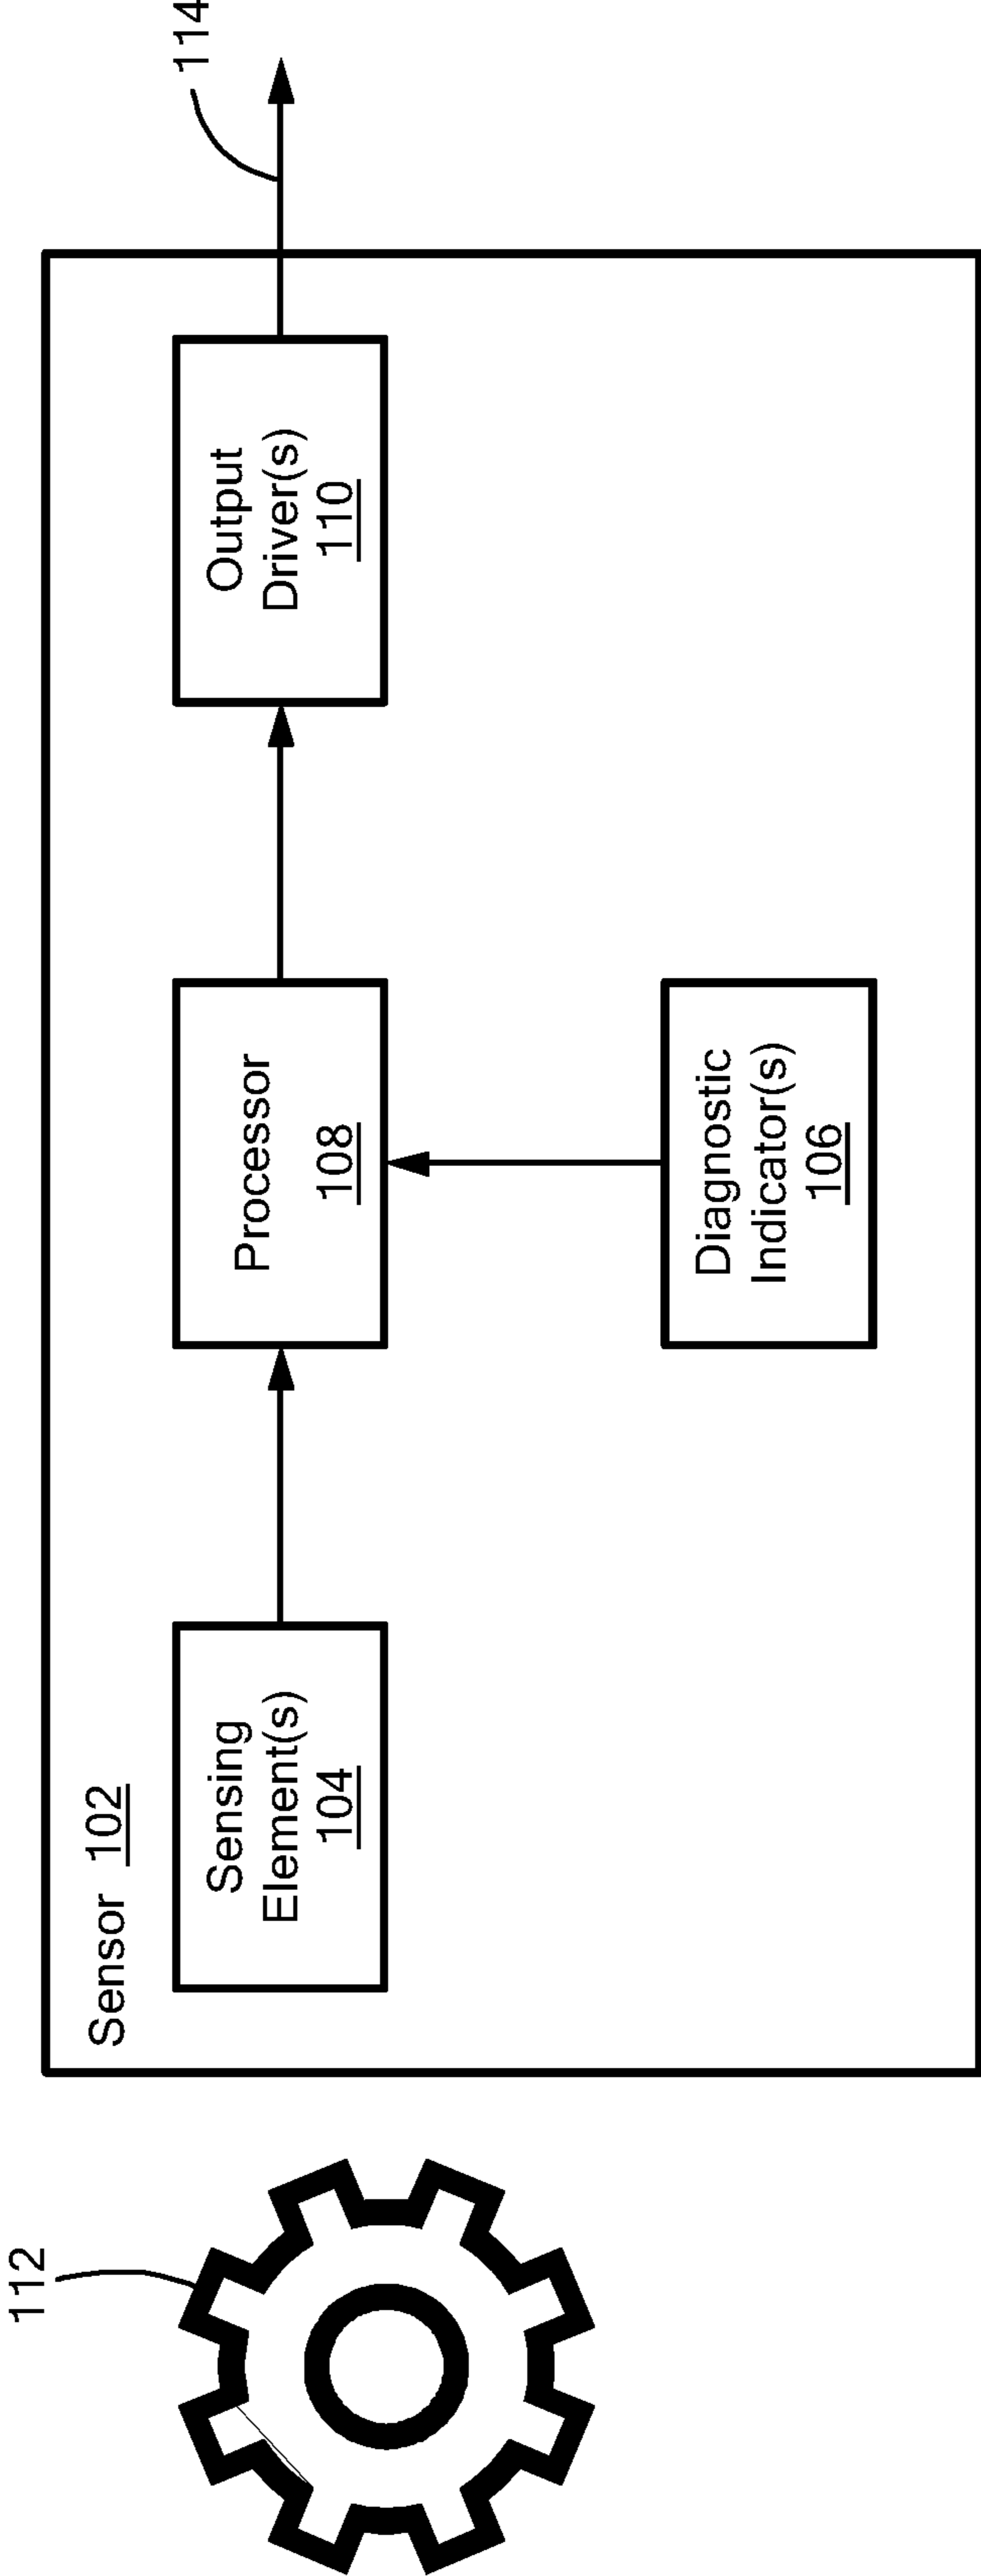 112
Sensor 102
Sensing
Element(s)
104
Processor
108
Output
Driver(s)
110
114
Diagnostic
Indicator(s)
106